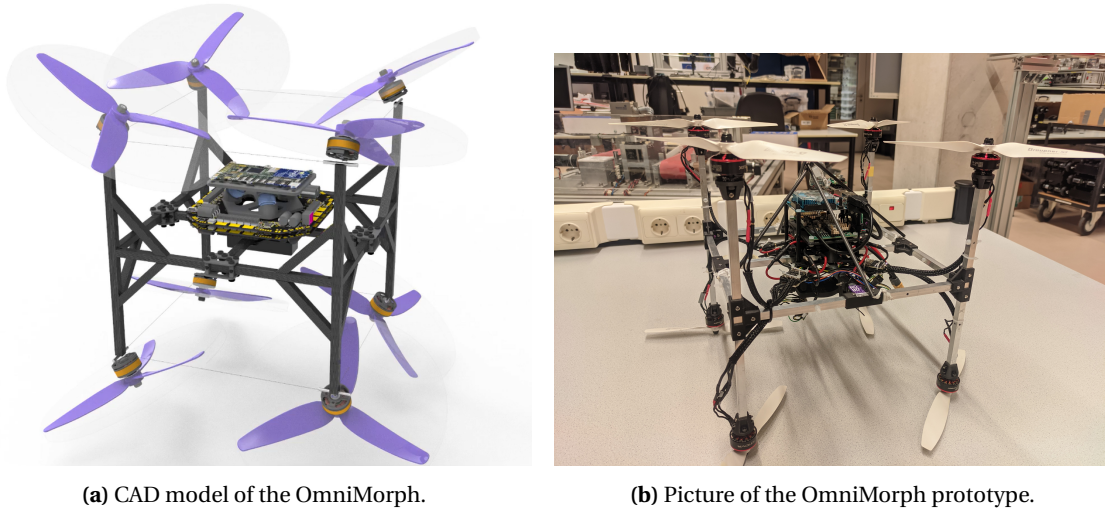 (a) CAD model of the OmniMorph.
(b) Picture of the OmniMorph prototype.